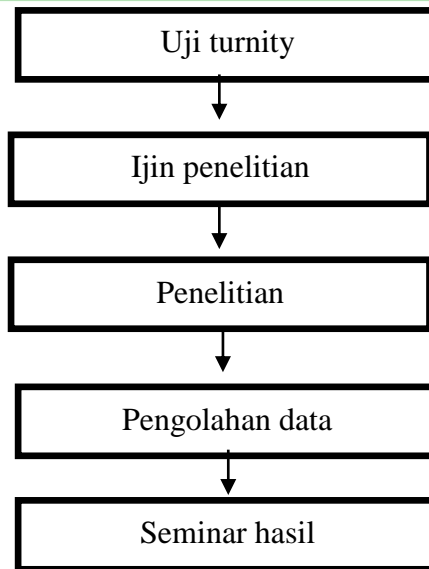 Uji turnity
Ijin penelitian
Penelitian
Pengolahan data
Seminar hasil